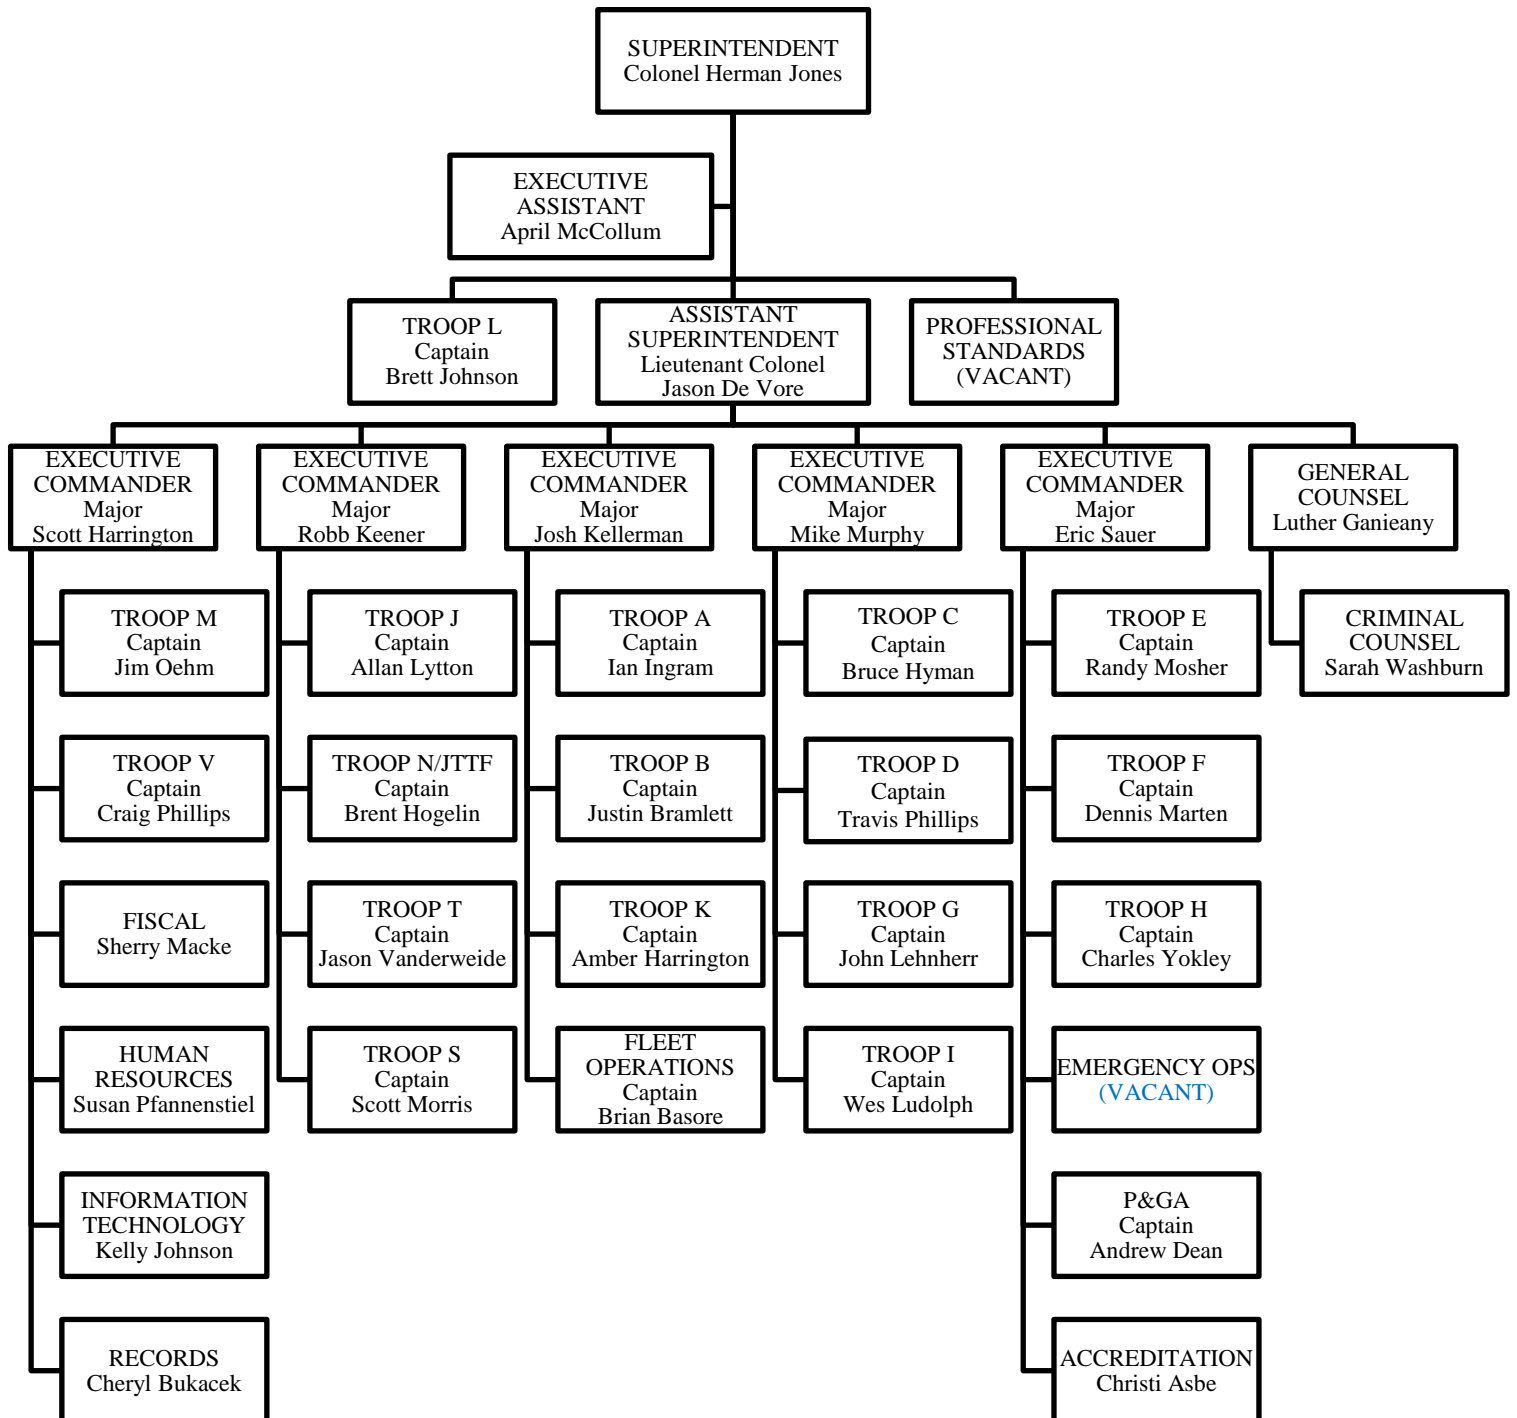 SUPERINTENDENT
Colonel Herman Jones
EXECUTIVE
ASSISTANT
April McCollum
TROOP L
Captain
Brett Johnson
ASSISTANT
SUPERINTENDENT
Lieutenant Colonel
Jason De Vore
PROFESSIONAL
STANDARDS
(VACANT)
EXECUTIVE
COMMANDER
Major
Scott Harrington
TROOP M
Captain
Jim Oehm
TROOP V
Captain
Craig Phillips
FISCAL
Sherry Macke
HUMAN
RESOURCES
Susan Pfannenstiel
INFORMATION
TECHNOLOGY
Kelly Johnson
RECORDS
Cheryl Bukacek
EXECUTIVE
COMMANDER
Major
Robb Keener
TROOP J
Captain
Allan Lytton
TROOP N/JTTF
Captain
Brent Hogelin
TROOP T
Captain
Jason Vanderweide
TROOP S
Captain
Scott Morris
EXECUTIVE
COMMANDER
Major
Josh Kellerman
TROOP A
Captain
Ian Ingram
TROOP B
Captain
Justin Bramlett
TROOP K
Captain
Amber Harrington
FLEET
OPERATIONS
Captain
Brian Basore
EXECUTIVE
COMMANDER
Major
Mike Murphy
TROOP C
Captain
Bruce Hyman
TROOP D
Captain
Travis Phillips
TROOP G
Captain
John Lehnherr
TROOP I
Captain
Wes Ludolph
EXECUTIVE
COMMANDER
Major
Eric Sauer
TROOP E
Captain
Randy Mosher
TROOP F
Captain
Dennis Marten
TROOP H
Captain
Charles Yokley
EMERGENCY OPS
(VACANT)
P&GA
Captain
Andrew Dean
ACCREDITATION
Christi Asbe
GENERAL
COUNSEL
Luther Ganieany
CRIMINAL
COUNSEL
Sarah Washburn